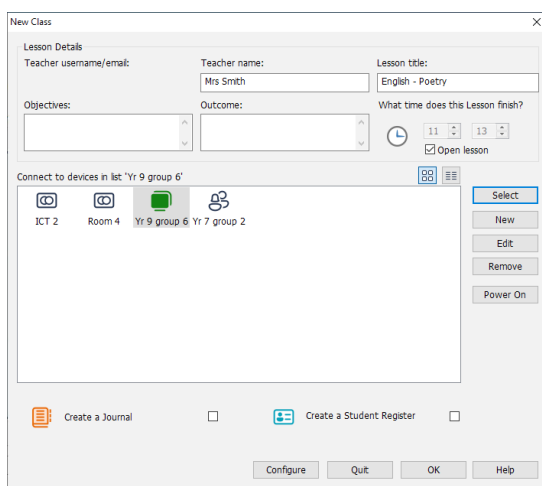 New Class
Lesson Details
Teacher username/email:
Teacher name:
Lesson title:
Mrs Smith
English - Poetry
Objectives:
Outcome:
What time does this Lesson finish?
11
13
Open lesson
Connect to devices in list 'Yr 9 group 6'
ICT 2
Room 4
Yr 9 group 6
Yr 7 group 2
Select
New
Edit
Remove
Power On
Create a Journal
Create a Student Register
Configure
Quit
OK
Help